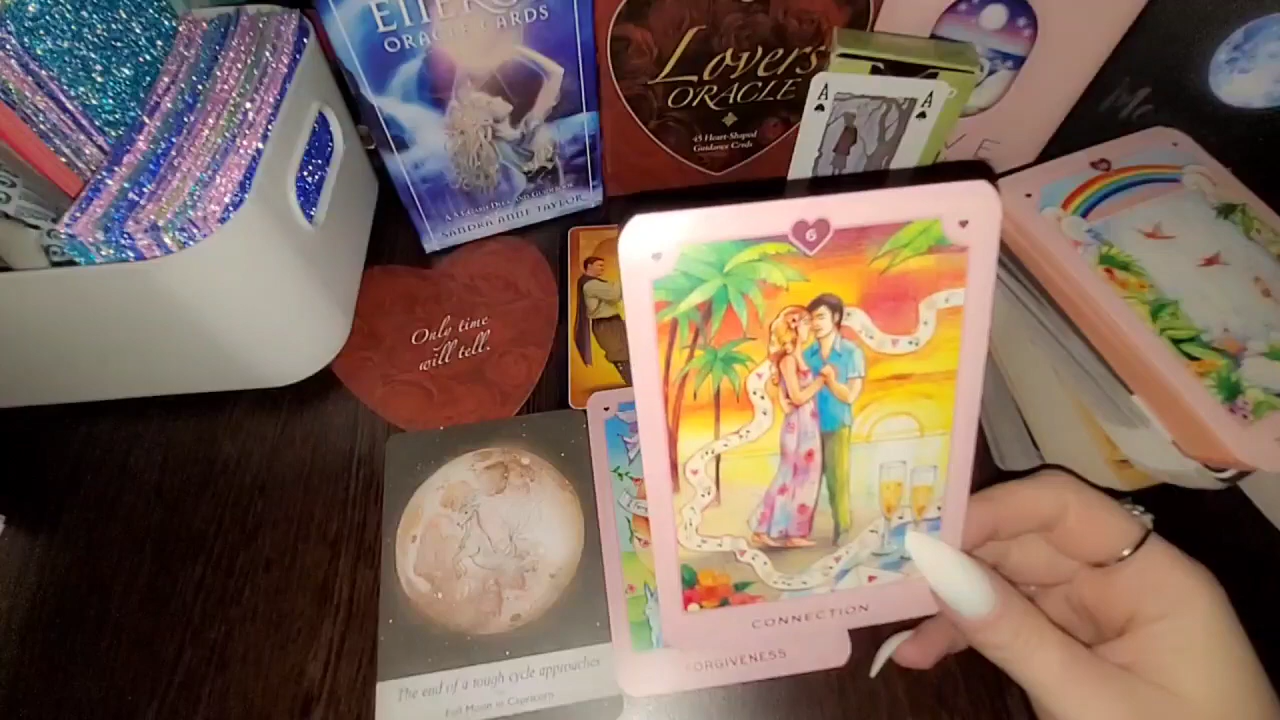 ORACLE CARDS
SANDRA ANNE TAYLOR
Lovers
ORACLE
45 Heart-Shaped
Guidance Cards
A
A
Only time
will tell.
6
CONNECTION
FORGIVENESS
The end of a tough cycle approaches
Full Moon in Capricorn